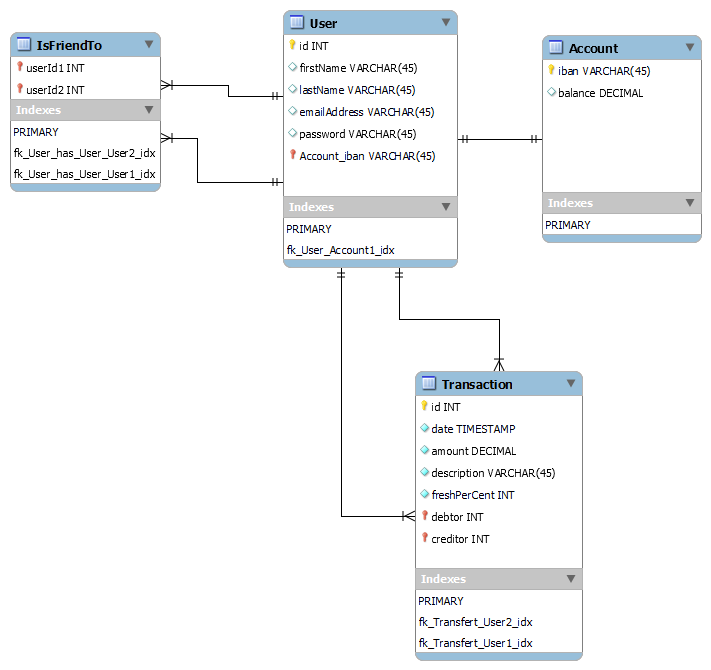 IsFriendTo
userId1 INT
userId2 INT
Indexes
PRIMARY
fk_User_has_User_User2_idx
fk_User_has_User_User1_idx
User
id INT
firstName VARCHAR(45)
lastName VARCHAR(45)
emailAddress VARCHAR(45)
password VARCHAR(45)
Account_iban VARCHAR(45)
Indexes
PRIMARY
fk_User_Account1_idx
Account
iban VARCHAR(45)
balance DECIMAL
Indexes
PRIMARY
Transaction
id INT
date TIMESTAMP
amount DECIMAL
description VARCHAR(45)
freshPerCent INT
debtor INT
creditor INT
Indexes
PRIMARY
fk_Transfert_User2_idx
fk_Transfert_User1_idx